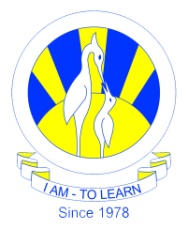 I AM - TO LEARN
Since 1978